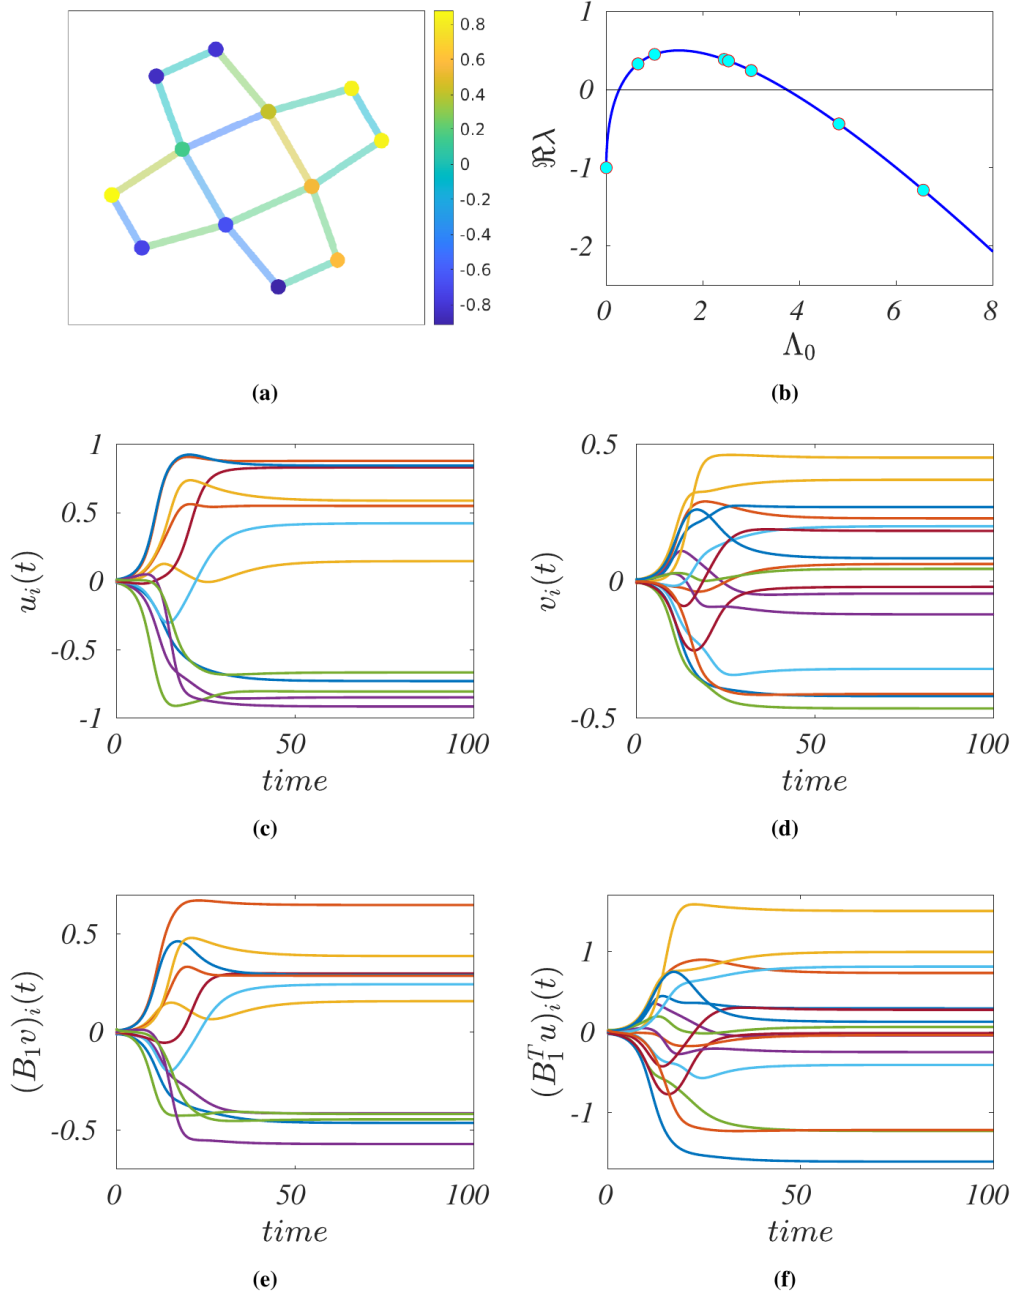 0.8
0.6
0.4
0.2
0
-0.2
-0.4
-0.6
-0.8
(a)
1
0
-1
-2
ℜλ
0 2 4 6 8
Λ₀
(b)
1
0.5
0
-0.5
-1
uᵢ(t)
0 50 100
time
(c)
0.5
0
-0.5
vᵢ(t)
0 50 100
time
(d)
0.5
0
-0.5
(B₁v)ᵢ(t)
0 50 100
time
(e)
1
0
-1
(B₁ᵀu)ᵢ(t)
0 50 100
time
(f)